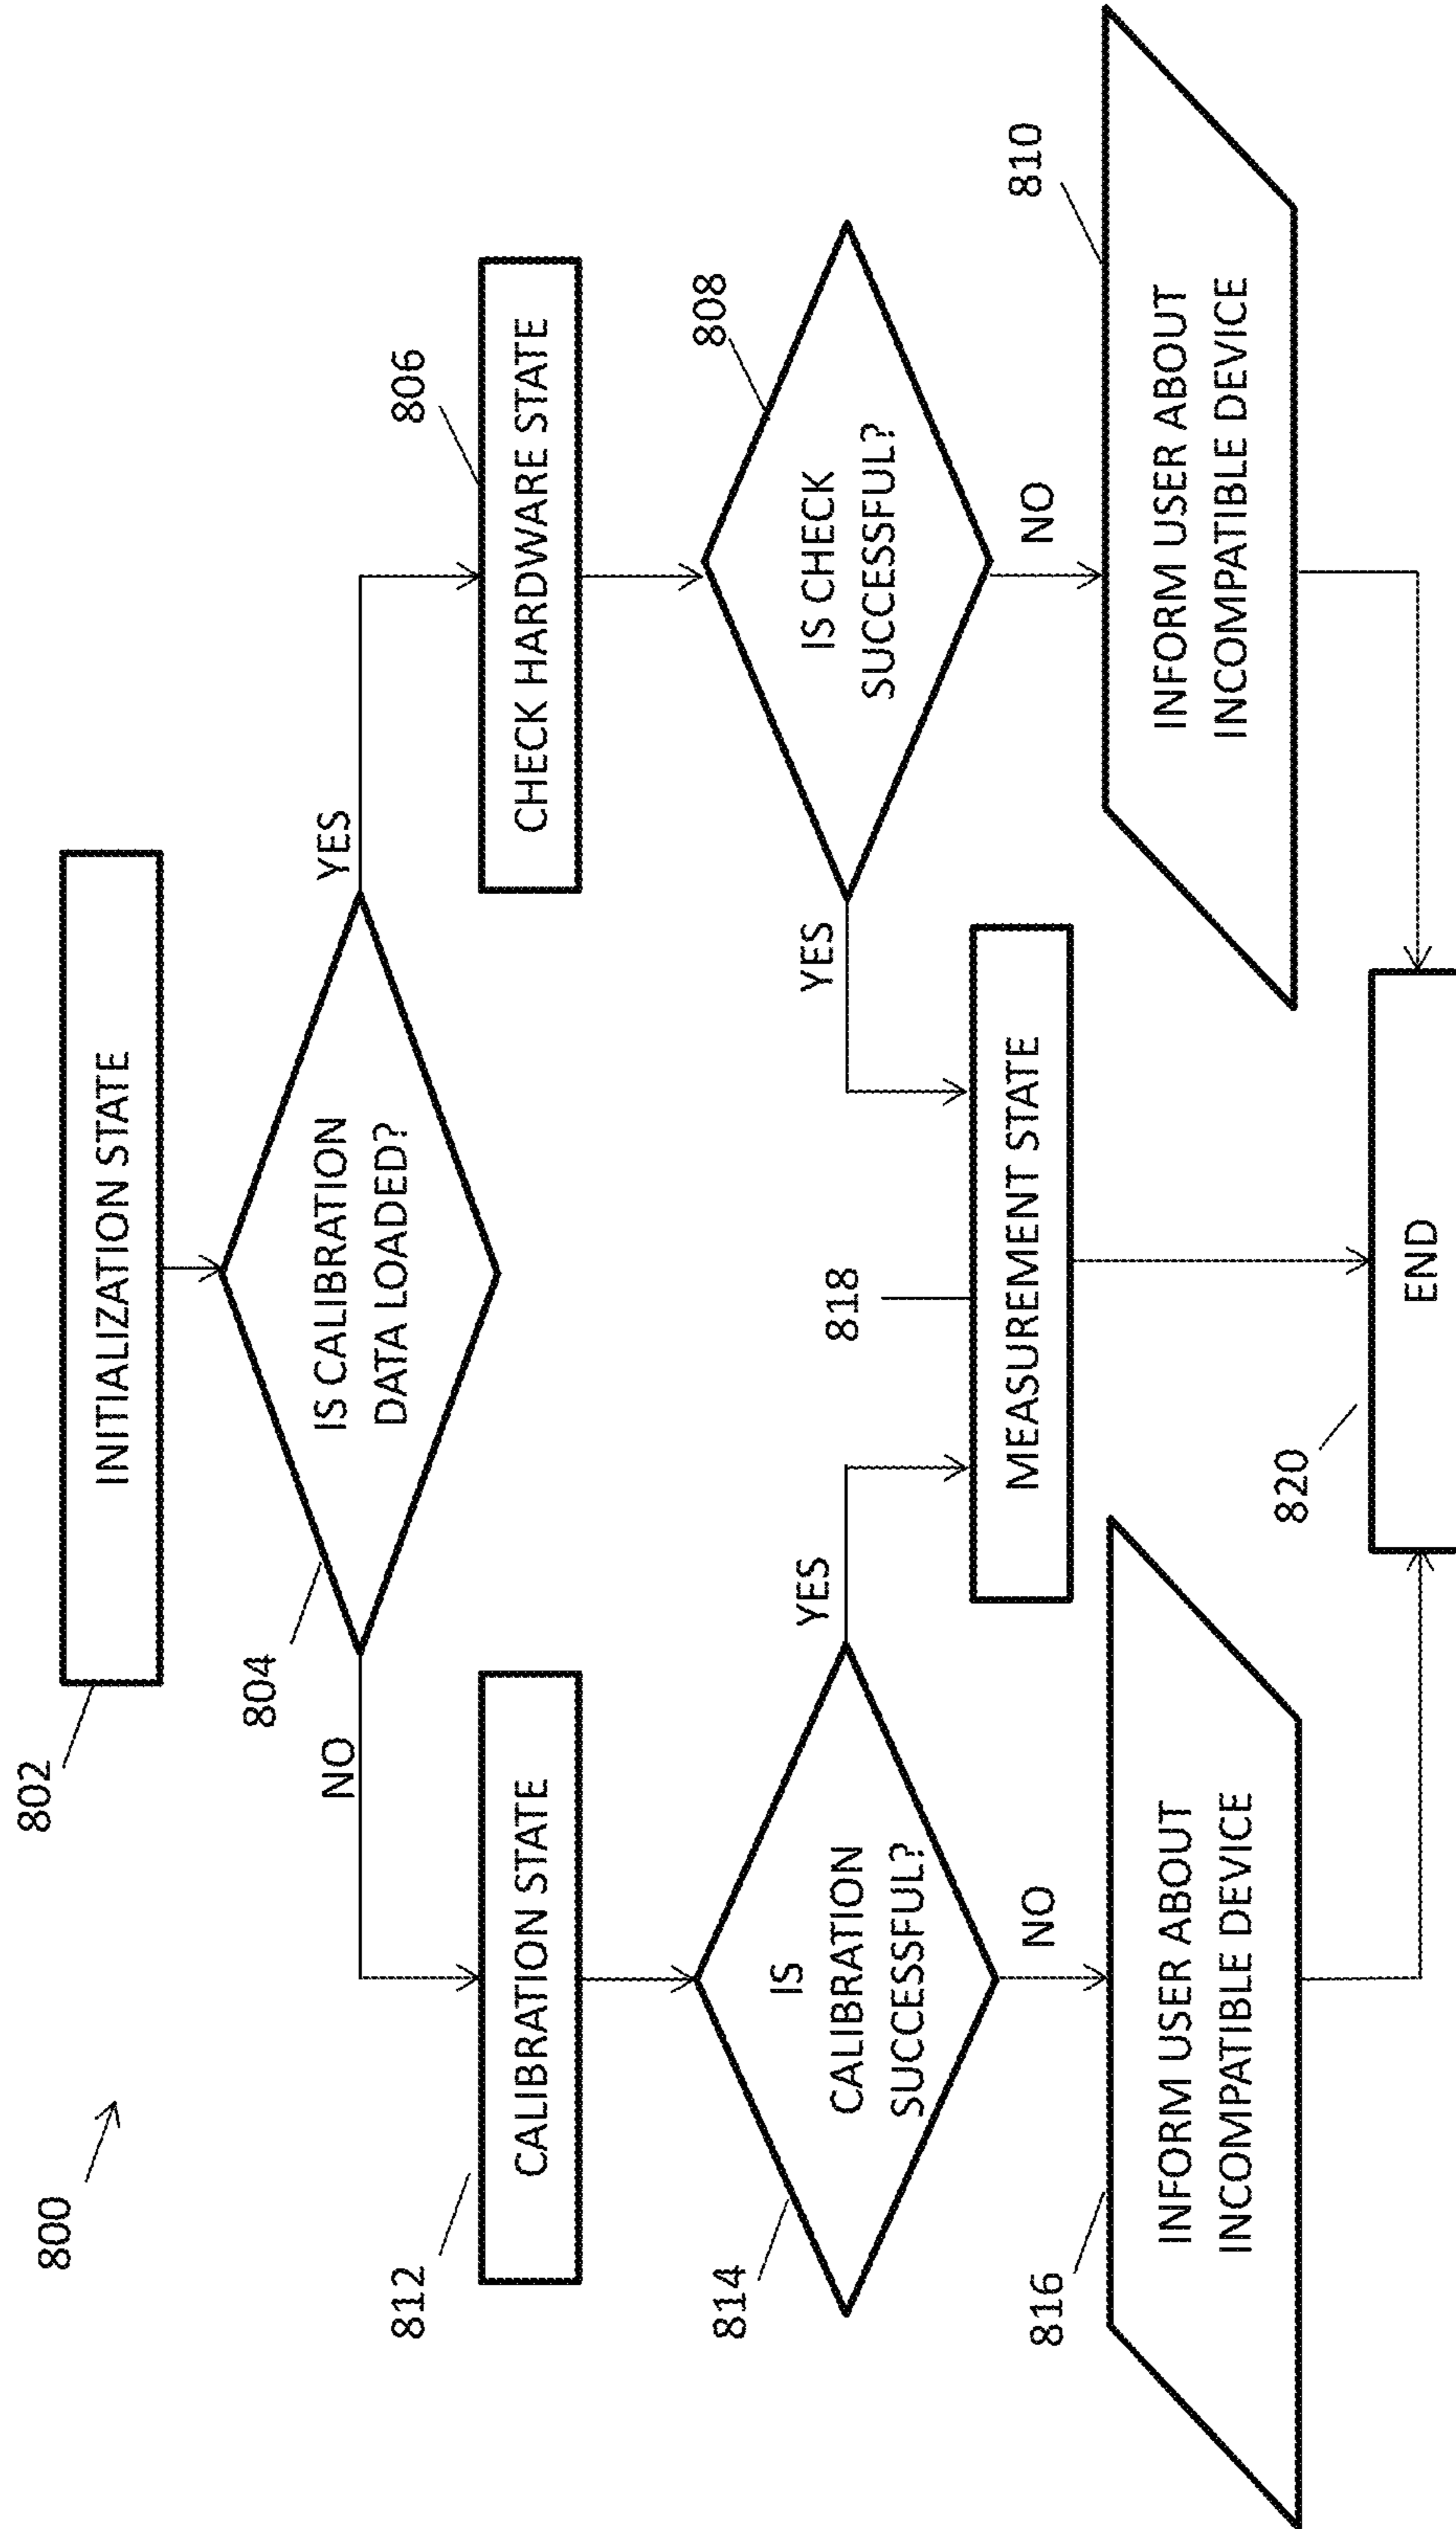 800
802
INITIALIZATION STATE
804
IS CALIBRATION
DATA LOADED?
NO
YES
812
CALIBRATION STATE
806
CHECK HARDWARE STATE
814
IS
CALIBRATION
SUCCESSFUL?
YES
NO
808
IS CHECK
SUCCESSFUL?
YES
NO
818
MEASUREMENT STATE
816
INFORM USER ABOUT
INCOMPATIBLE DEVICE
810
INFORM USER ABOUT
INCOMPATIBLE DEVICE
820
END